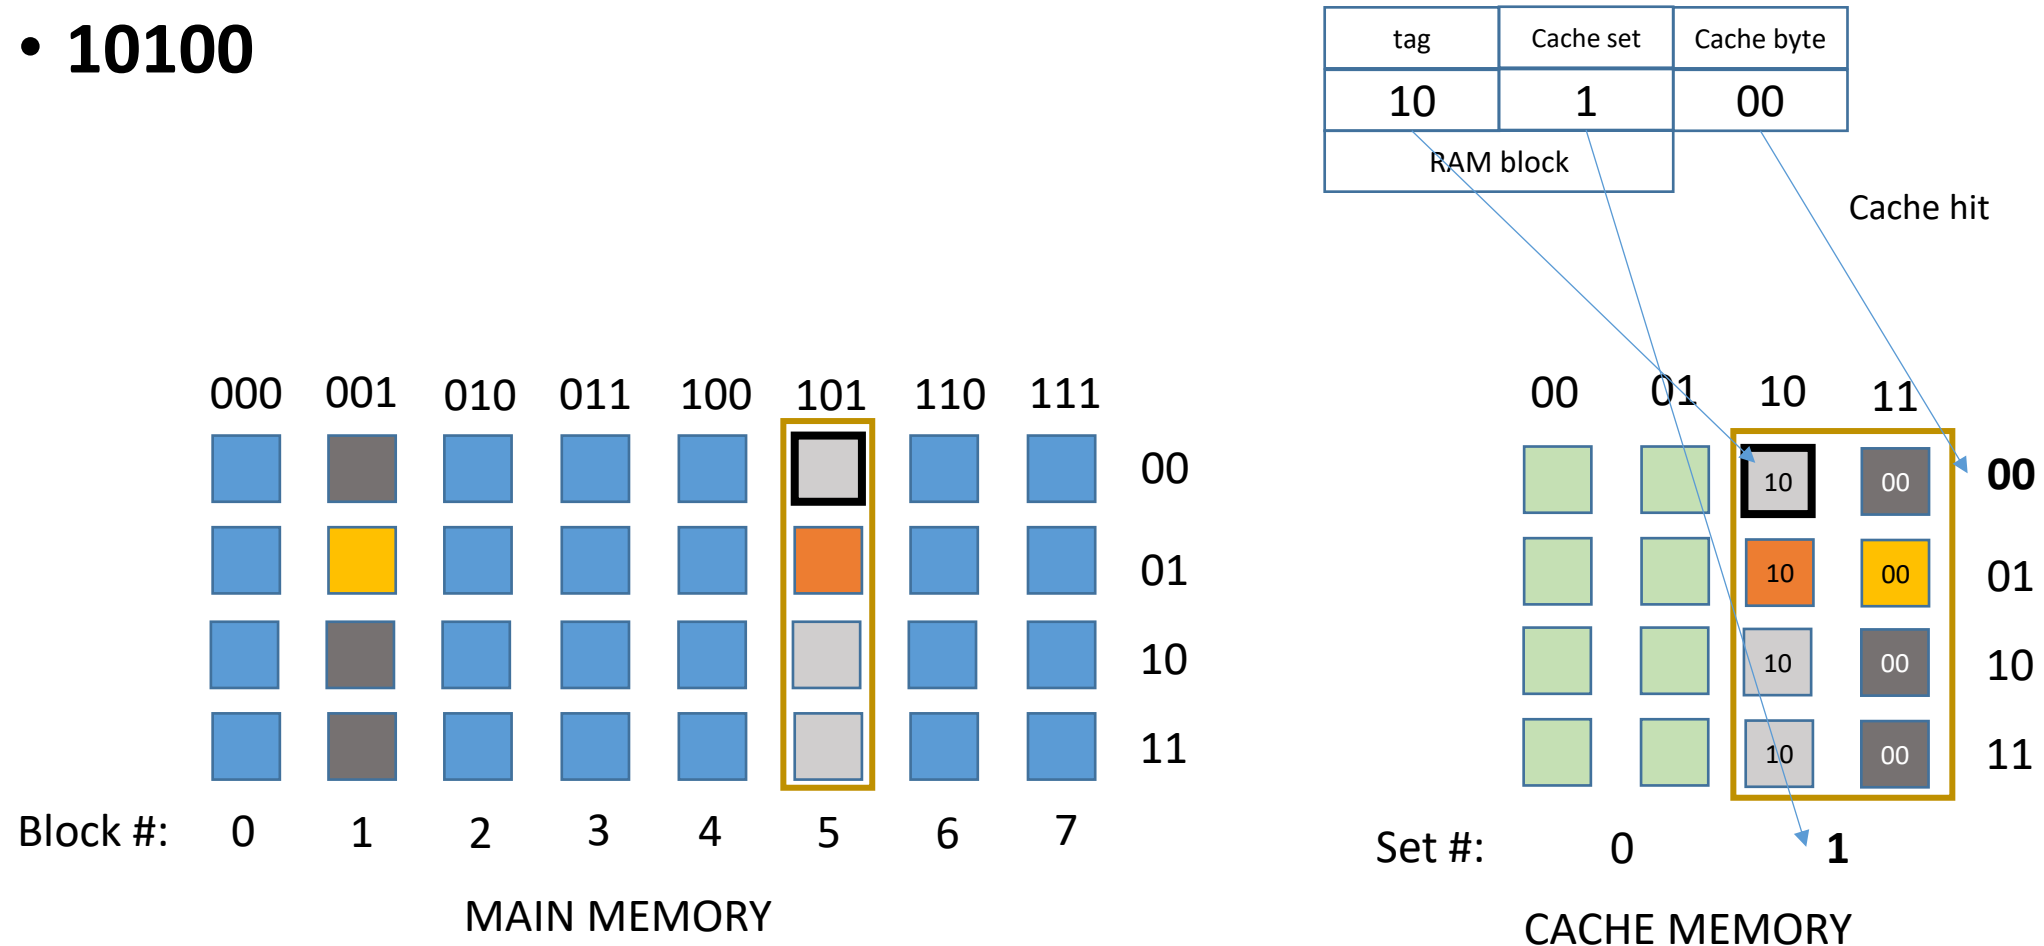 • 10100
tag Cache set Cache byte
10 1 00
RAM block
Cache hit
000 001 010 011 100 101 110 111
00
01
10
11
Block #: 0 1 2 3 4 5 6 7
MAIN MEMORY
00 01 10 11
10 00 00
10 00 01
10 00 10
10 00 11
Set #: 0 1
CACHE MEMORY